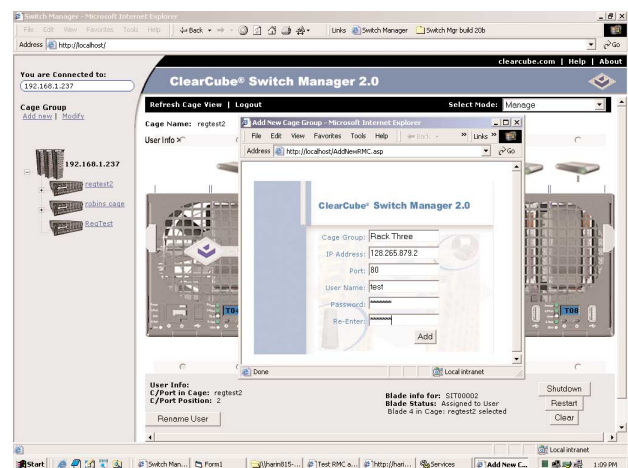 Switch Manager - Microsoft Internet Explorer
File Edit View Favorites Tools Help Back Links Switch Manager Switch Mgr build 20b
Address http://localhost/ Go
clearcube.com | Help | About
You are Connected to:
192.168.1.237
ClearCube® Switch Manager 2.0
Cage Group
Add new | Modify
Refresh Cage View | Logout Select Mode: Manage
Cage Name: regtest2
User Info
192.168.1.237
regtest2
robins cage
RegTest
Add New Cage Group - Microsoft Internet Explorer
File Edit View Favorites Tools Help Back Links
Address http://localhost/AddNewRMC.asp Go
ClearCube® Switch Manager 2.0
Cage Group: Rack Three
IP Address: 128.265.879.2
Port: 80
User Name: test
Password: *******
Re-Enter: *******
Add
Done Local intranet
T04
T08
1
User Info:
C/Port in Cage: regtest2
C/Port Position: 2
Rename User
Blade info for: SIT00002
Blade Status: Assigned to User
Blade 4 in Cage: regtest2 selected
Shutdown
Restart
Clear
Local intranet
Start Switch Man... Form1 \\harin815-... Test RMC a... http://hari... Services Add New C... 1:09 PM